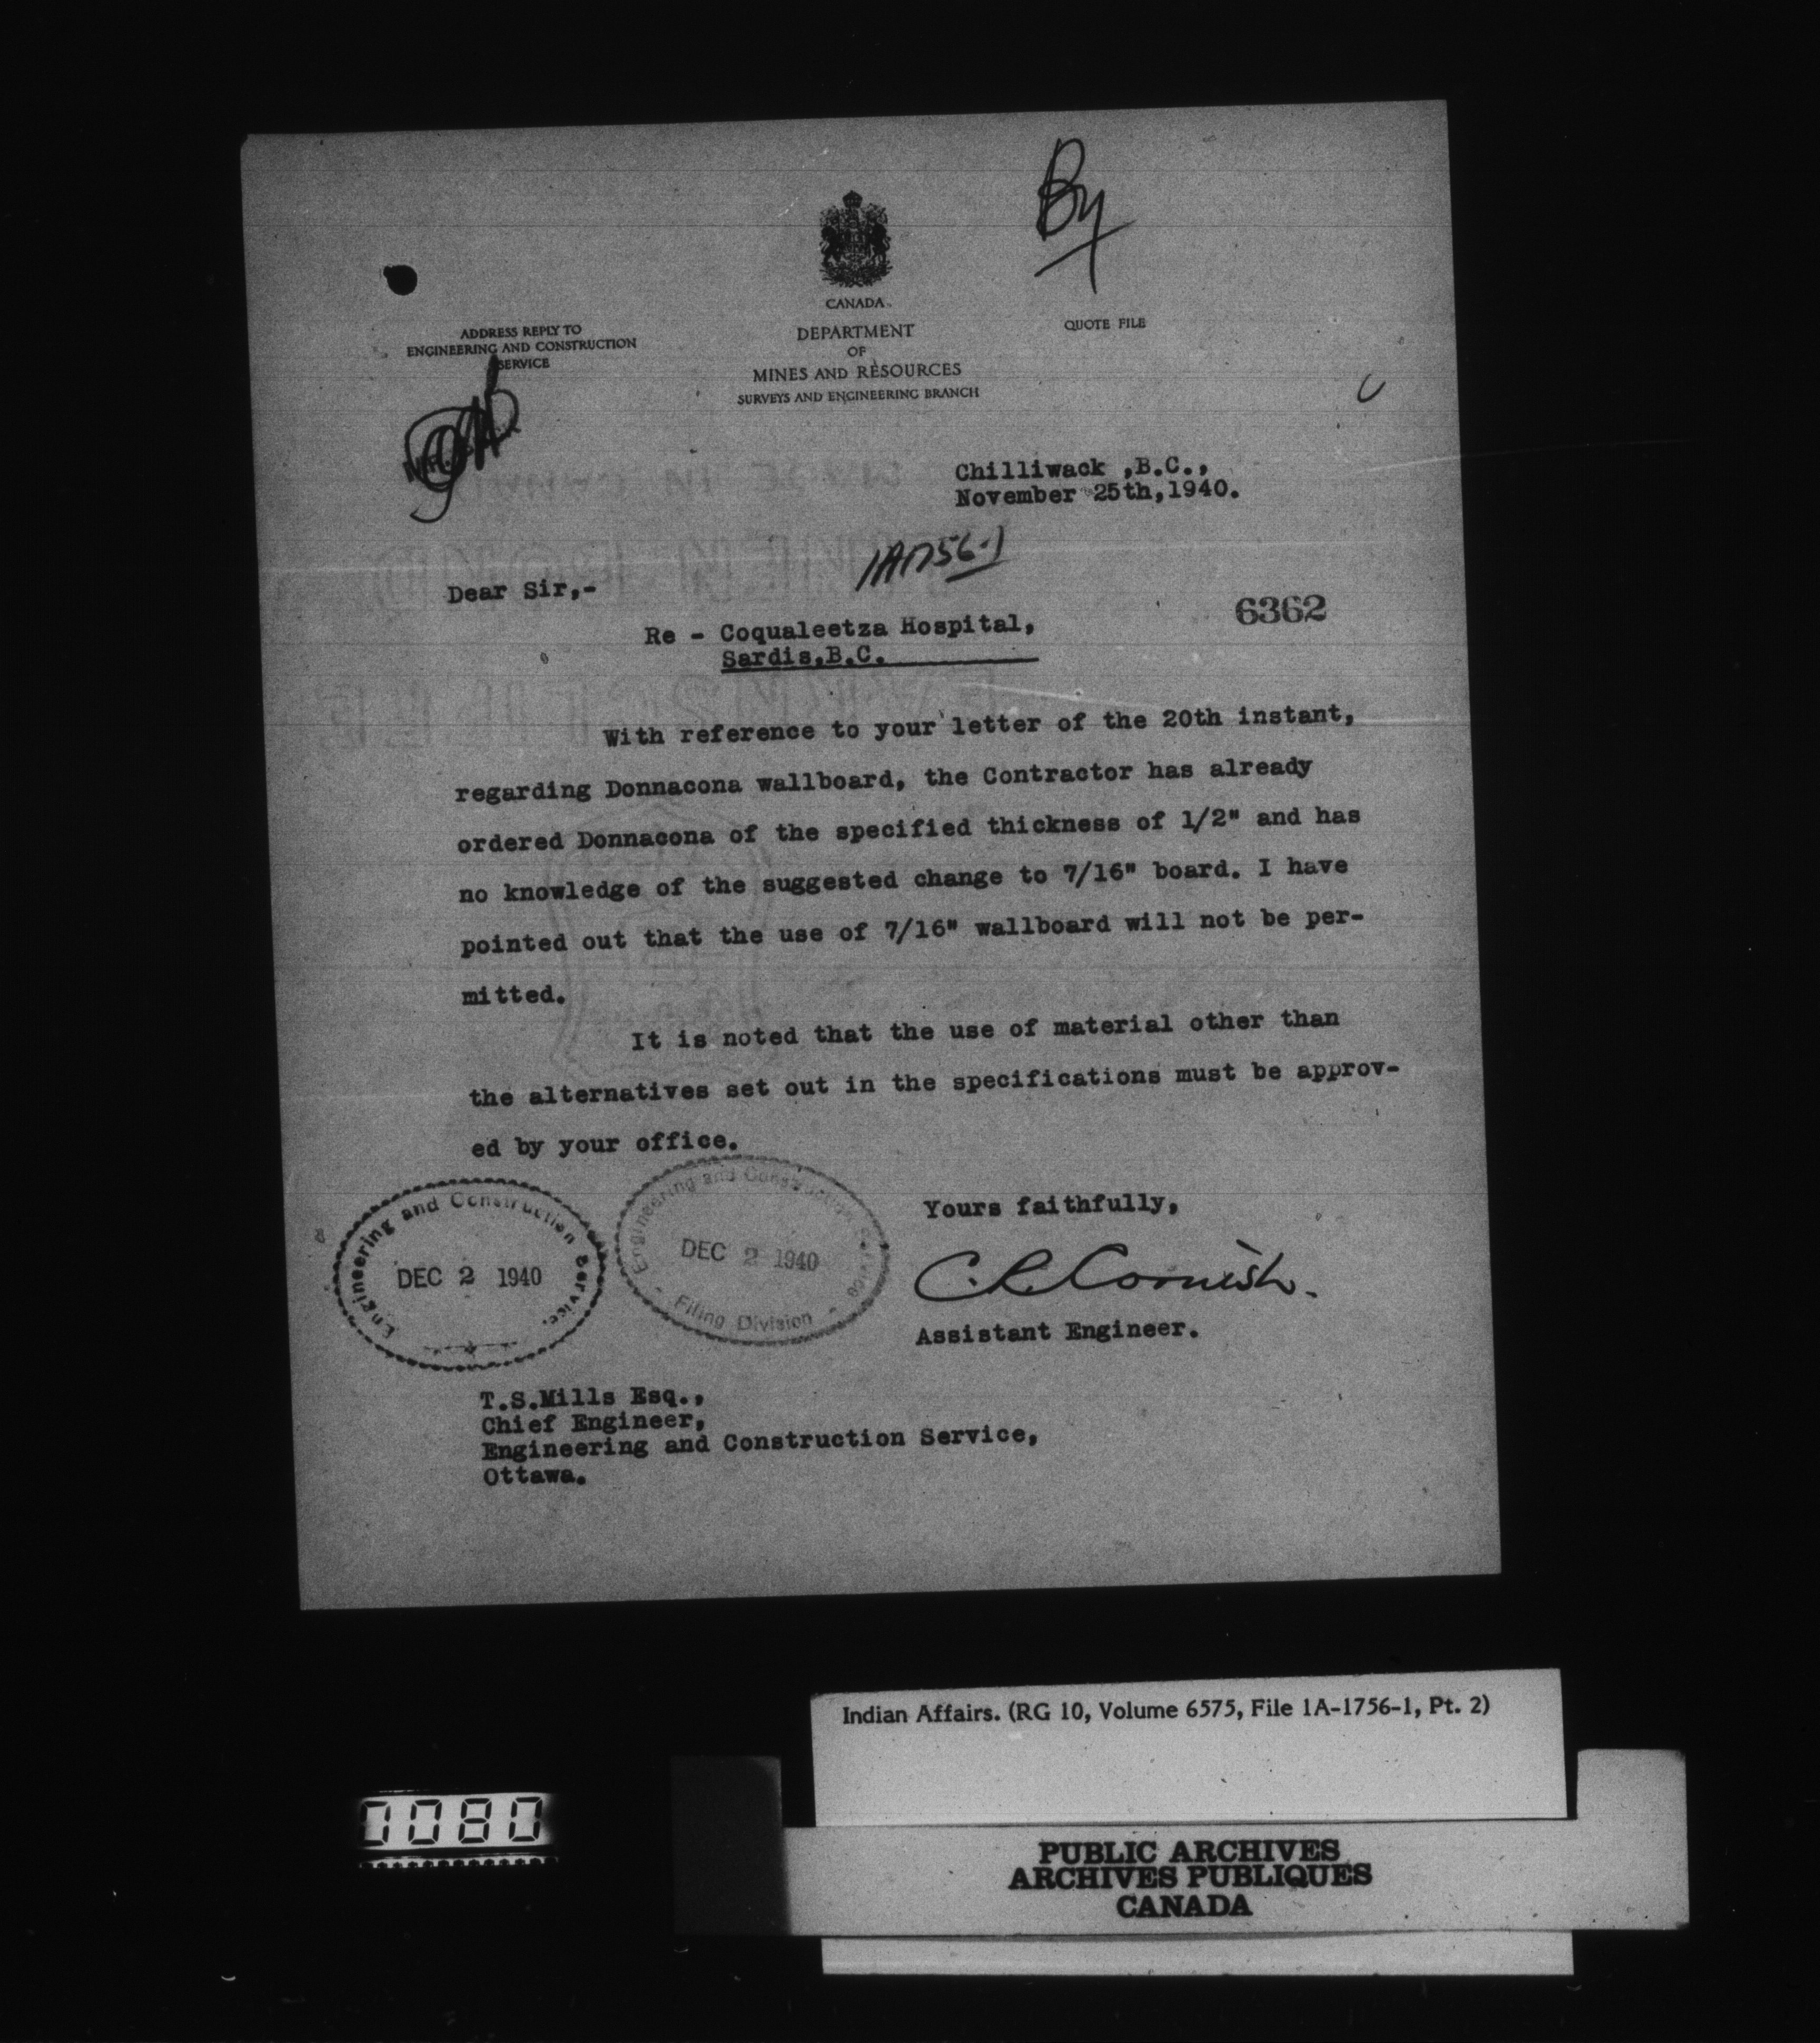 By
CANADA
ADDRESS REPLY TO
ENGINEERING AND CONSTRUCTION
SERVICE
DEPARTMENT
OF
MINES AND RESOURCES
SURVEYS AND ENGINEERING BRANCH
QUOTE FILE
Chilliwack ,B.C.,
November 25th,1940.
1A1756-1
Dear Sir,-
6362
Re - Coqualeetza Hospital,
Sardis,B.C.
With reference to your letter of the 20th instant,
regarding Donnacona wallboard, the Contractor has already
ordered Donnacona of the specified thickness of 1/2" and has
no knowledge of the suggested change to 7/16" board. I have
pointed out that the use of 7/16" wallboard will not be per-
mitted.
It is noted that the use of material other than
the alternatives set out in the specifications must be approv-
ed by your office.
Engineering and Construction Service.
DEC 2 1940
Engineering and Construction Service
DEC 2 1940
- Filing Division -
Yours faithfully,
C.R.Cornish.
Assistant Engineer.
T.S.Mills Esq.,
Chief Engineer,
Engineering and Construction Service,
Ottawa.
Indian Affairs. (RG 10, Volume 6575, File 1A-1756-1, Pt. 2)
0080
PUBLIC ARCHIVES
ARCHIVES PUBLIQUES
CANADA